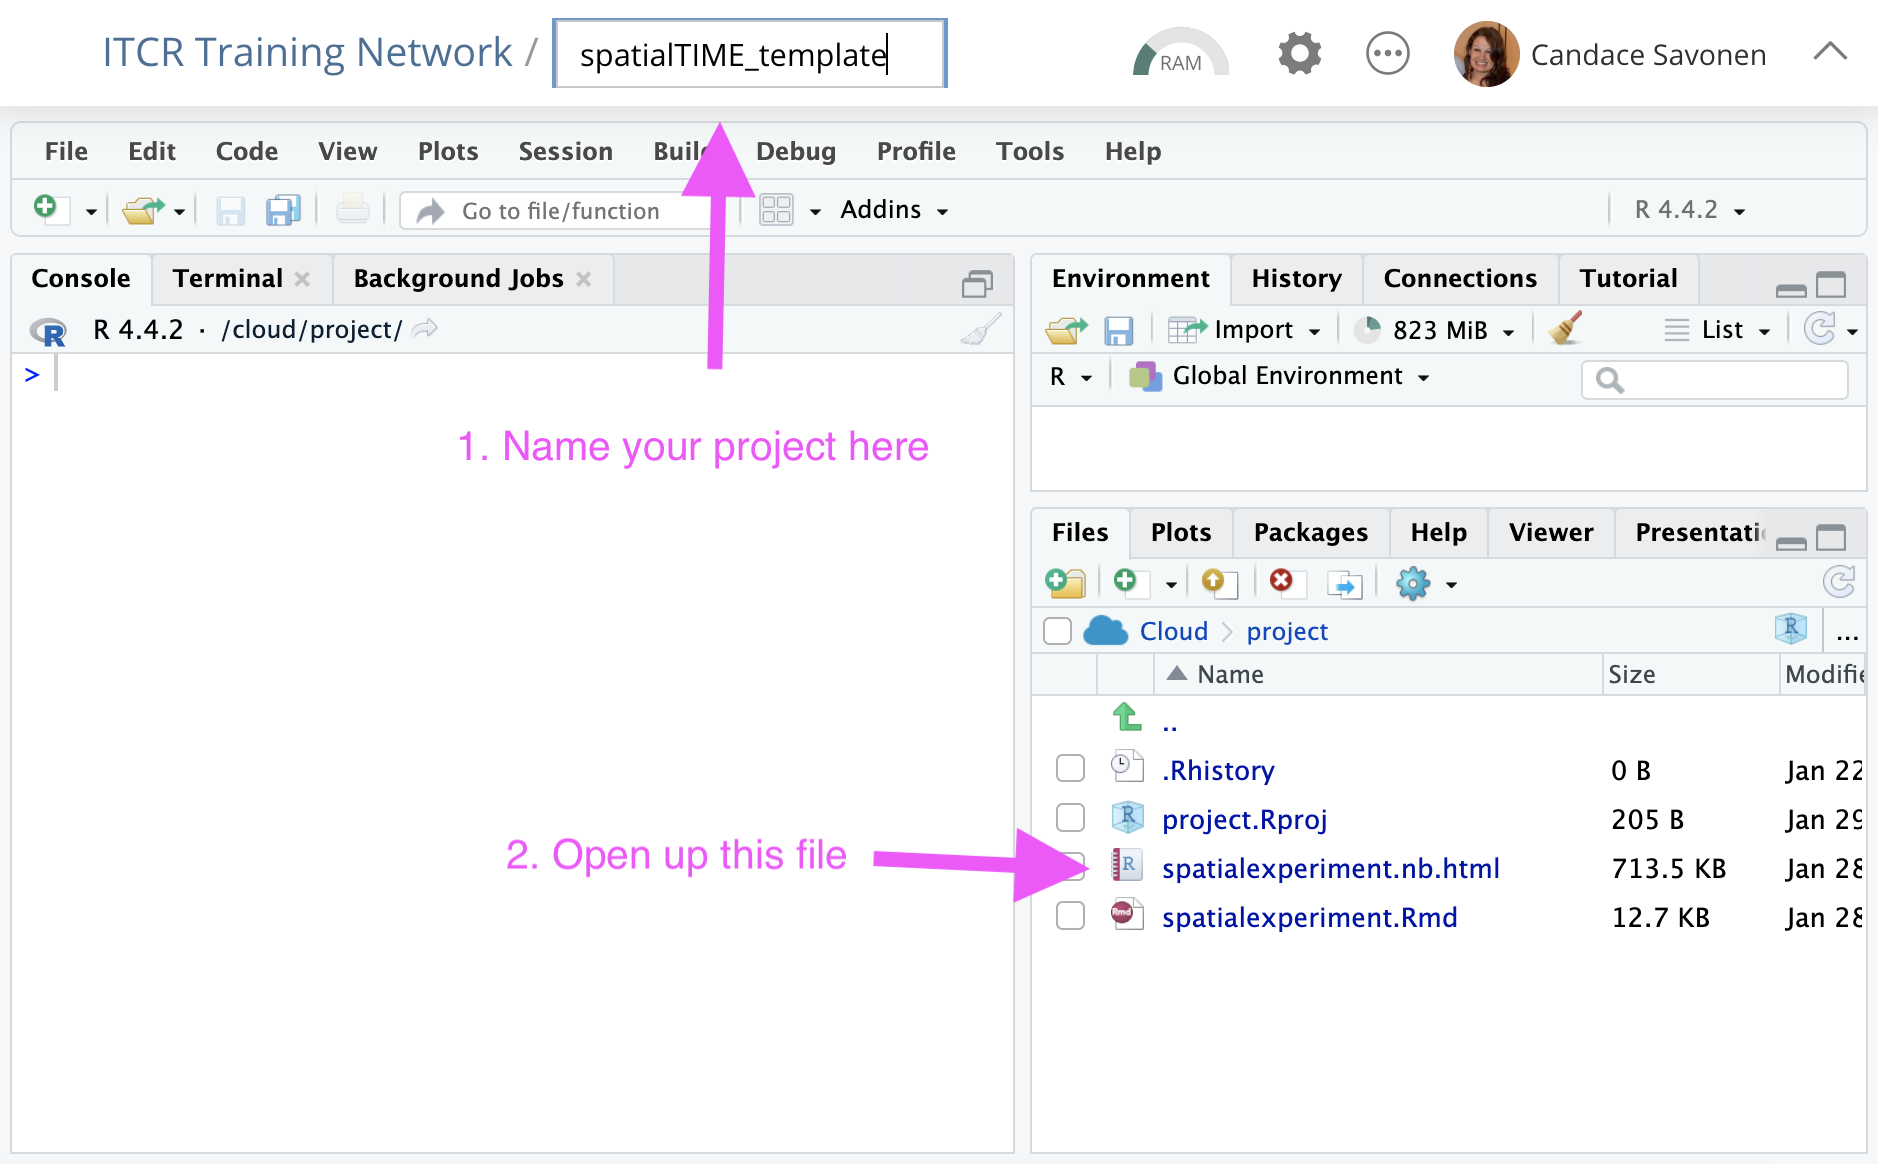 ITCR Training Network / spatialTIME_template
RAM
Candace Savonen
File Edit Code View Plots Session Build Debug Profile Tools Help
Go to file/function
Addins
R 4.4.2
Console Terminal Background Jobs
R 4.4.2 · /cloud/project/
>
1. Name your project here
Environment History Connections Tutorial
Import 823 MiB List
R Global Environment
Files Plots Packages Help Viewer Presentati
Cloud project
...
Name Size Modifie
..
.Rhistory 0 B Jan 22
project.Rproj 205 B Jan 29
2. Open up this file
spatialexperiment.nb.html 713.5 KB Jan 28
Rmd
spatialexperiment.Rmd 12.7 KB Jan 28